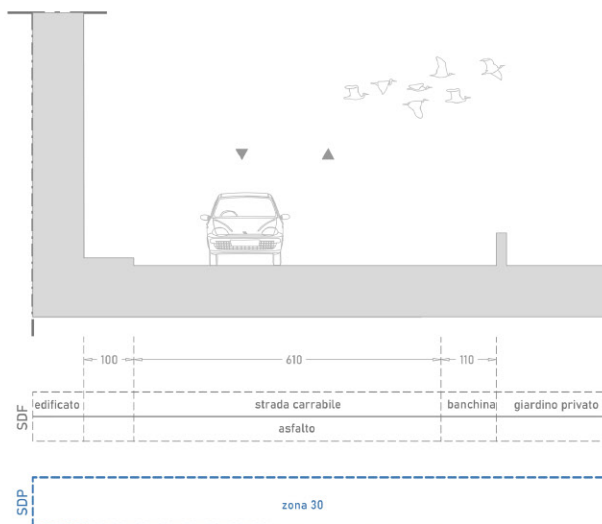 100 610 110
SDF
edificato strada carrabile banchina giardino privato
asfalto
SDP
zona 30